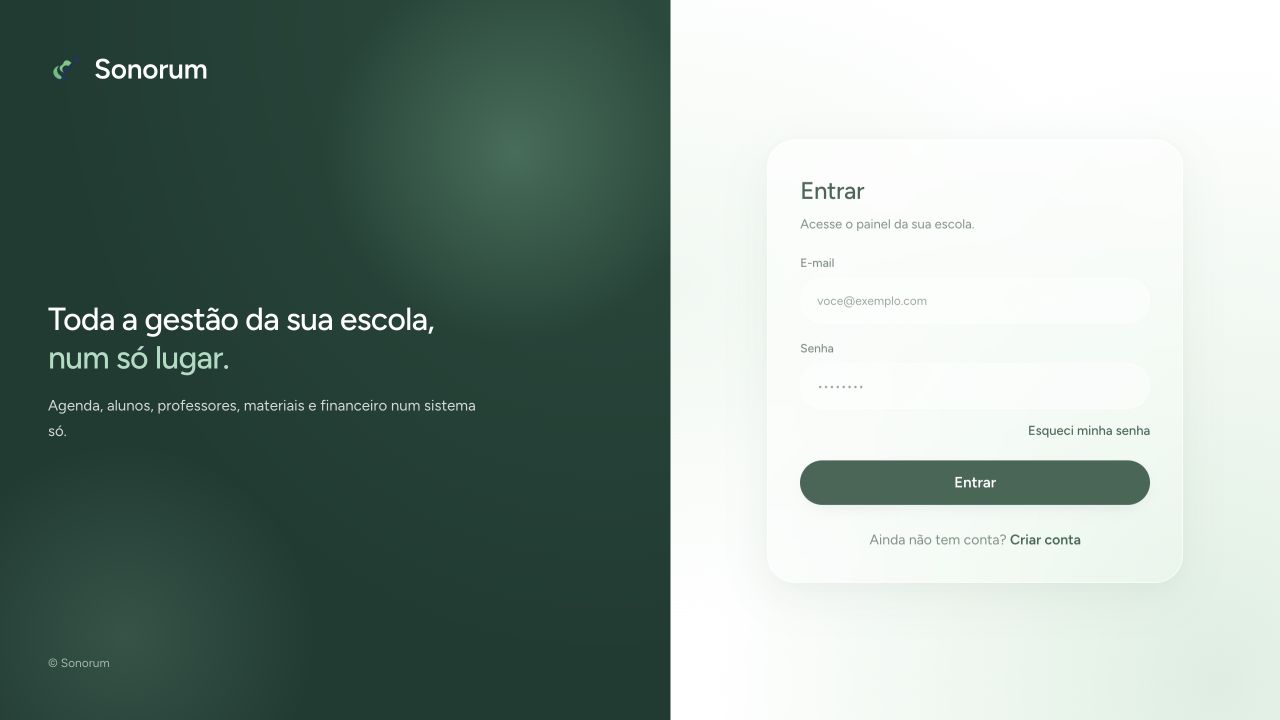 Sonorum
Toda a gestão da sua escola,
num só lugar.
Agenda, alunos, professores, materiais e financeiro num sistema
só.
© Sonorum
Entrar
Acesse o painel da sua escola.
E-mail
voce@exemplo.com
Senha
••••••••
Esqueci minha senha
Entrar
Ainda não tem conta? Criar conta